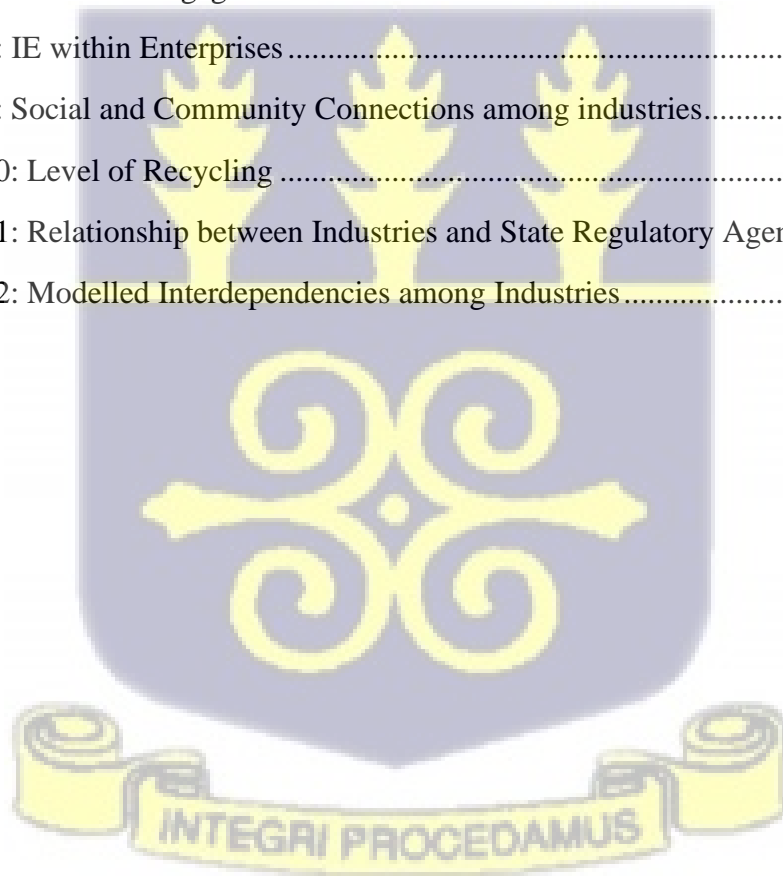 : IE within Enterprises
: Social and Community Connections among industries
0: Level of Recycling
1: Relationship between Industries and State Regulatory Agen
2: Modelled Interdependencies among Industries
INTEGRI PROCEDAMUS